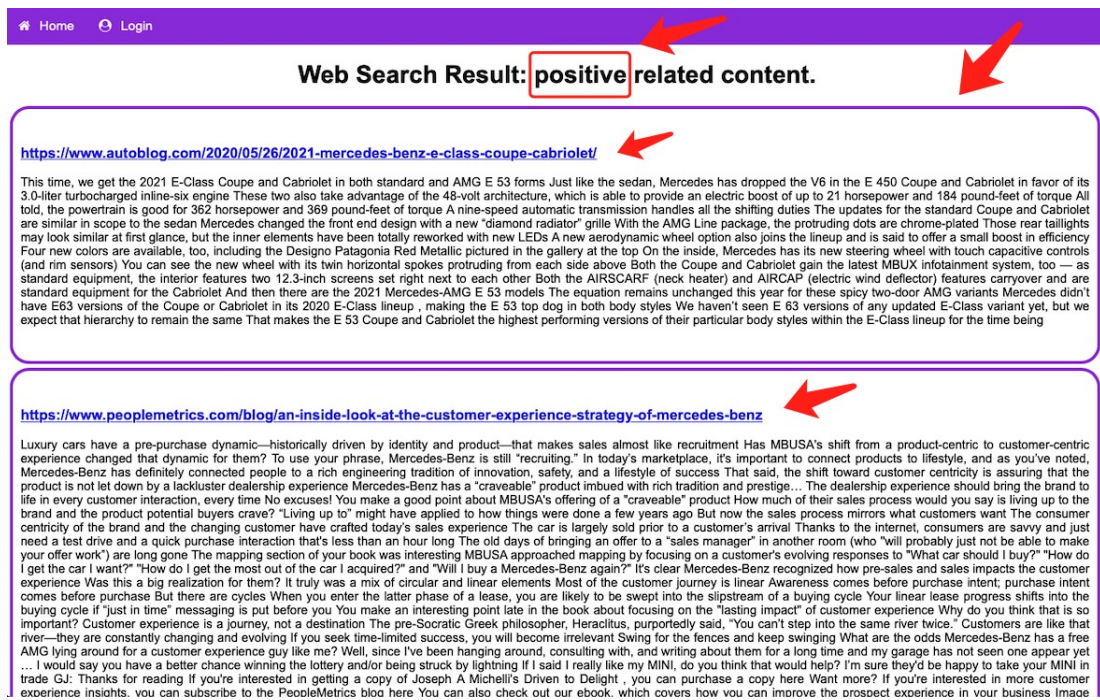 Home Login
Web Search Result: positive related content.
https://www.autoblog.com/2020/05/26/2021-mercedes-benz-e-class-coupe-cabriolet/
This time, we get the 2021 E-Class Coupe and Cabriolet in both standard and AMG E 53 forms Just like the sedan, Mercedes has dropped the V6 in the E 450 Coupe and Cabriolet in favor of its
3.0-liter turbocharged inline-six engine These two also take advantage of the 48-volt architecture, which is able to provide an electric boost of up to 21 horsepower and 184 pound-feet of torque All
told, the powertrain is good for 362 horsepower and 369 pound-feet of torque A nine-speed automatic transmission handles all the shifting duties The updates for the standard Coupe and Cabriolet
are similar in scope to the sedan Mercedes changed the front end design with a new “diamond radiator” grille With the AMG Line package, the protruding dots are chrome-plated Those rear taillights
may look similar at first glance, but the inner elements have been totally reworked with new LEDs A new aerodynamic wheel option also joins the lineup and is said to offer a small boost in efficiency
Four new colors are available, too, including the Designo Patagonia Red Metallic pictured in the gallery at the top On the inside, Mercedes has its new steering wheel with touch capacitive controls
(and rim sensors) You can see the new wheel with its twin horizontal spokes protruding from each side above Both the Coupe and Cabriolet gain the latest MBUX infotainment system, too — as
standard equipment, the interior features two 12.3-inch screens set right next to each other Both the AIRSCARF (neck heater) and AIRCAP (electric wind deflector) features carryover and are
standard equipment for the Cabriolet And then there are the 2021 Mercedes-AMG E 53 models The equation remains unchanged this year for these spicy two-door AMG variants Mercedes didn’t
have E63 versions of the Coupe or Cabriolet in its 2020 E-Class lineup , making the E 53 top dog in both body styles We haven’t seen E 63 versions of any updated E-Class variant yet, but we
expect that hierarchy to remain the same That makes the E 53 Coupe and Cabriolet the highest performing versions of their particular body styles within the E-Class lineup for the time being
https://www.peoplemetrics.com/blog/an-inside-look-at-the-customer-experience-strategy-of-mercedes-benz
Luxury cars have a pre-purchase dynamic—historically driven by identity and product—that makes sales almost like recruitment Has MBUSA's shift from a product-centric to customer-centric
experience changed that dynamic for them? To use your phrase, Mercedes-Benz is still “recruiting.” In today’s marketplace, it's important to connect products to lifestyle, and as you’ve noted,
Mercedes-Benz has definitely connected people to a rich engineering tradition of innovation, safety, and a lifestyle of success That said, the shift toward customer centricity is assuring that the
product is not let down by a lackluster dealership experience Mercedes-Benz has a “craveable” product imbued with rich tradition and prestige… The dealership experience should bring the brand to
life in every customer interaction, every time No excuses! You make a good point about MBUSA's offering of a "craveable" product How much of their sales process would you say is living up to the
brand and the product potential buyers crave? “Living up to” might have applied to how things were done a few years ago But now the sales process mirrors what customers want The consumer
centricity of the brand and the changing customer have crafted today’s sales experience The car is largely sold prior to a customer’s arrival Thanks to the internet, consumers are savvy and just
need a test drive and a quick purchase interaction that's less than an hour long The old days of bringing an offer to a “sales manager” in another room (who "will probably just not be able to make
your offer work") are long gone The mapping section of your book was interesting MBUSA approached mapping by focusing on a customer's evolving responses to "What car should I buy?" "How do
I get the car I want?" "How do I get the most out of the car I acquired?" and "Will I buy a Mercedes-Benz again?" It's clear Mercedes-Benz recognized how pre-sales and sales impacts the customer
experience Was this a big realization for them? It truly was a mix of circular and linear elements Most of the customer journey is linear Awareness comes before purchase intent; purchase intent
comes before purchase But there are cycles When you enter the latter phase of a lease, you are likely to be swept into the slipstream of a buying cycle Your linear lease progress shifts into the
buying cycle if “just in time” messaging is put before you You make an interesting point late in the book about focusing on the "lasting impact" of customer experience Why do you think that is so
important? Customer experience is a journey, not a destination The pre-Socratic Greek philosopher, Heraclitus, purportedly said, “You can’t step into the same river twice.” Customers are like that
river—they are constantly changing and evolving If you seek time-limited success, you will become irrelevant Swing for the fences and keep swinging What are the odds Mercedes-Benz has a free
AMG lying around for a customer experience guy like me? Well, since I’ve been hanging around, consulting with, and writing about them for a long time and my garage has not seen one appear yet
… I would say you have a better chance winning the lottery and/or being struck by lightning If I said I really like my MINI, do you think that would help? I’m sure they'd be happy to take your MINI in
trade GJ: Thanks for reading If you're interested in getting a copy of Joseph A Michelli's Driven to Delight , you can purchase a copy here Want more? If you're interested in more customer
experience insights, you can subscribe to the PeopleMetrics blog here You can also check out our ebook, which covers how you can improve the prospect experience in your business Image